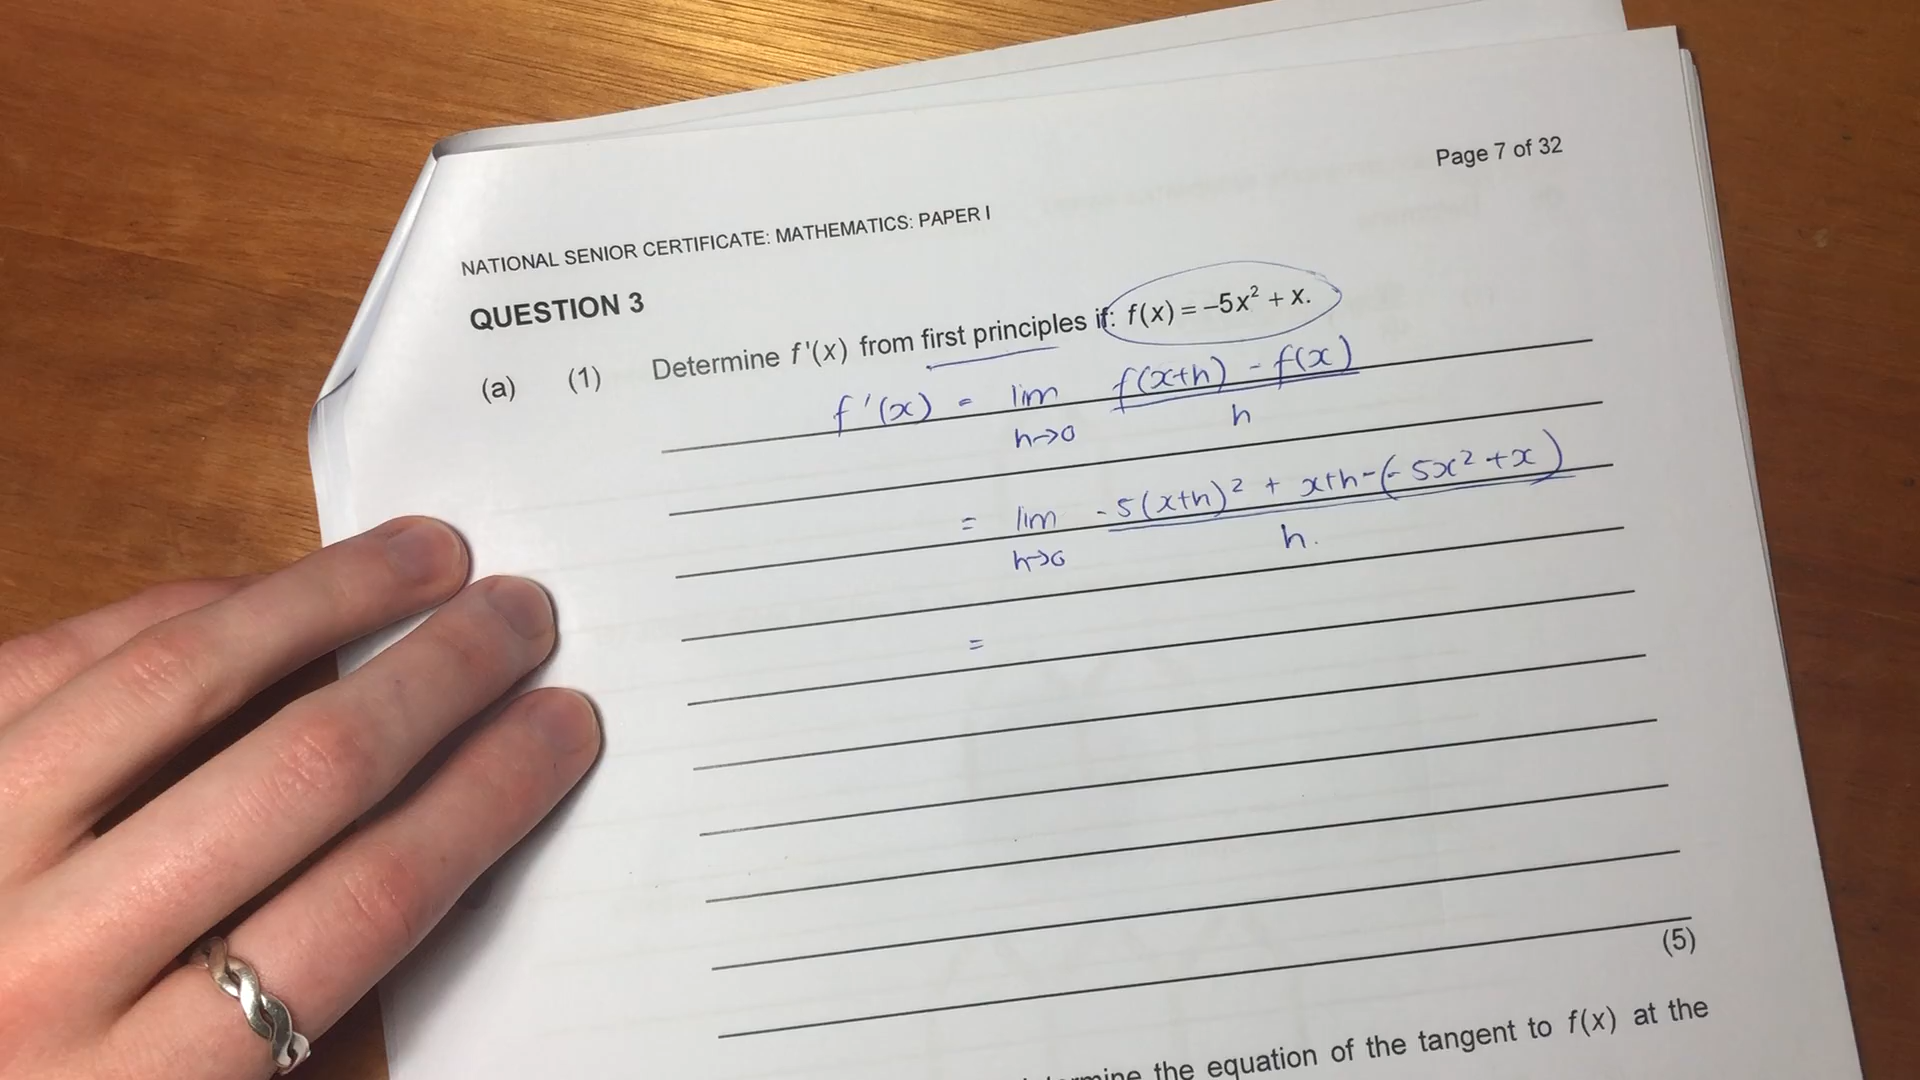 Page 7 of 32
NATIONAL SENIOR CERTIFICATE: MATHEMATICS: PAPER I
QUESTION 3
(a) (1) Determine f'(x) from first principles if: f(x) = –5x² + x.
f'(x) = lim f(x+h) - f(x)
h→0 h
= lim -5(x+h)² + x+h-(-5x²+x)
h→0 h.
=
(5)
the equation of the tangent to f(x) at the